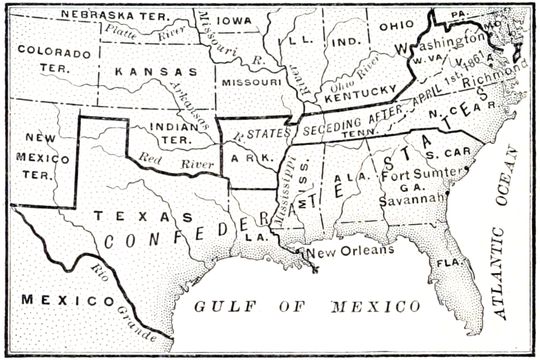 NEBRASKA TER.
IOWA
PA.
Platte River
Missouri R.
ILL.
IND.
OHIO
MD.
COLORADO TER.
KANSAS
MISSOURI
River
Ohio River
KENTUCKY
Washington
W. VA.
V A.
Richmond
Arkansas R.
NEW MEXICO TER.
INDIAN TER.
STATES SECEDING AFTER APRIL 1st, 1861
TENN.
N. CAR.
Red River
ARK.
Mississippi
MISS.
ALA.
S. CAR
Fort Sumter
GA.
Savannah
TEXAS
CONFEDERATE STATES
LA.
New Orleans
FLA.
Rio Grande
MEXICO
GULF OF MEXICO
ATLANTIC OCEAN